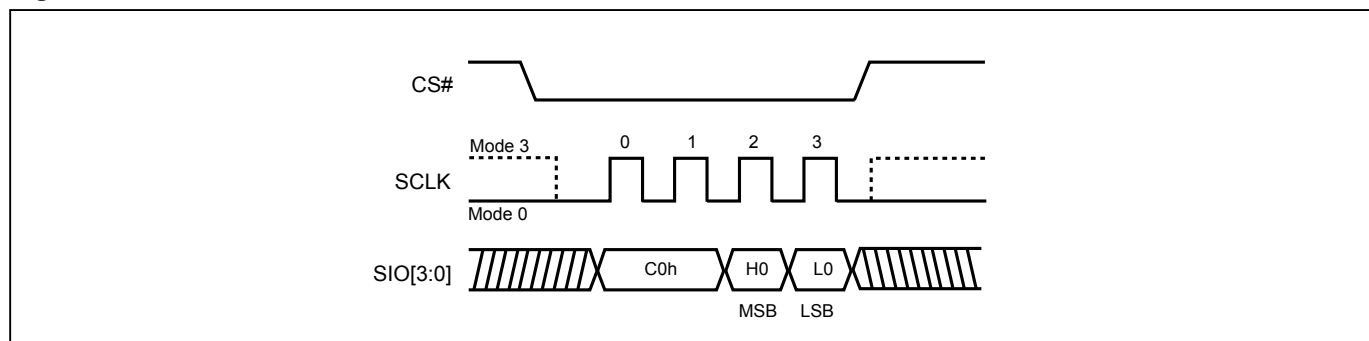 CS#
Mode 3 0 1 2 3
SCLK
Mode 0
SIO[3:0] C0h H0 L0
MSB LSB